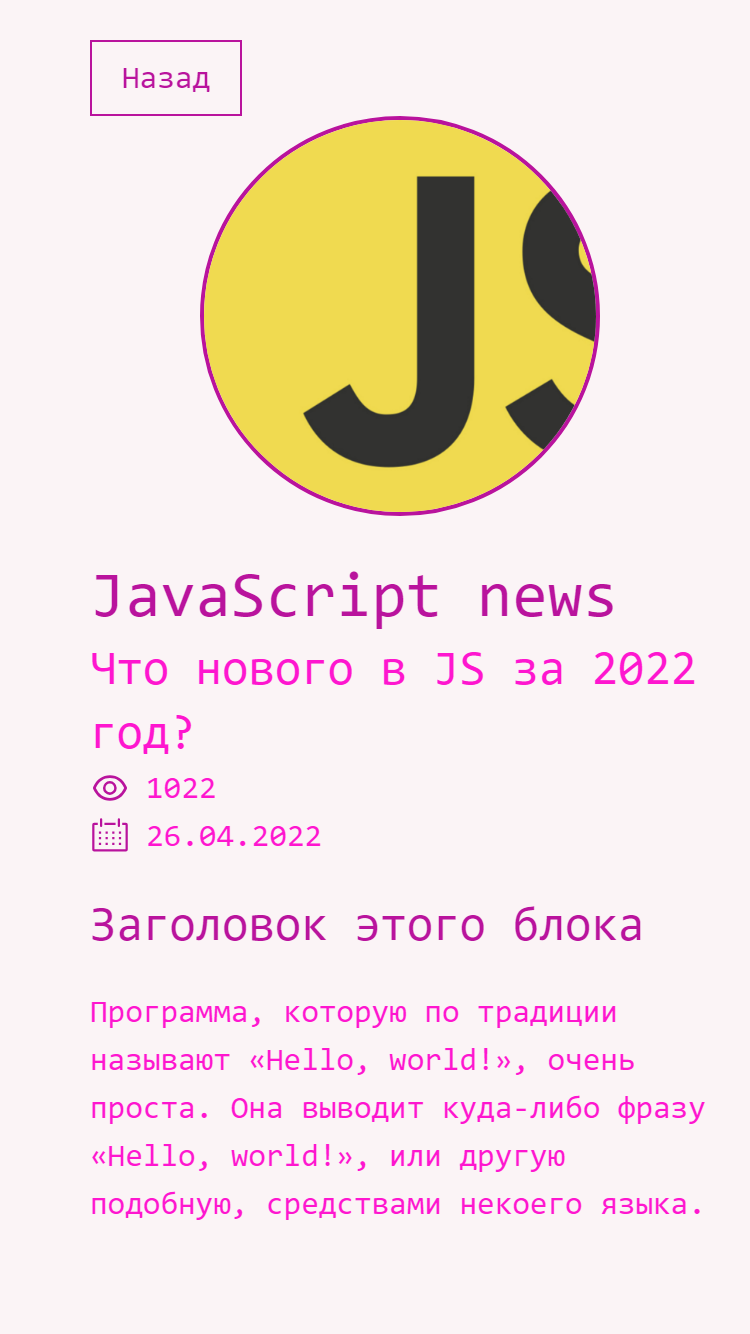 Назад
JS
JavaScript news
Что нового в JS за 2022
год?
1022
26.04.2022
Заголовок этого блока
Программа, которую по традиции
называют «Hello, world!», очень
проста. Она выводит куда-либо фразу
«Hello, world!», или другую
подобную, средствами некоего языка.